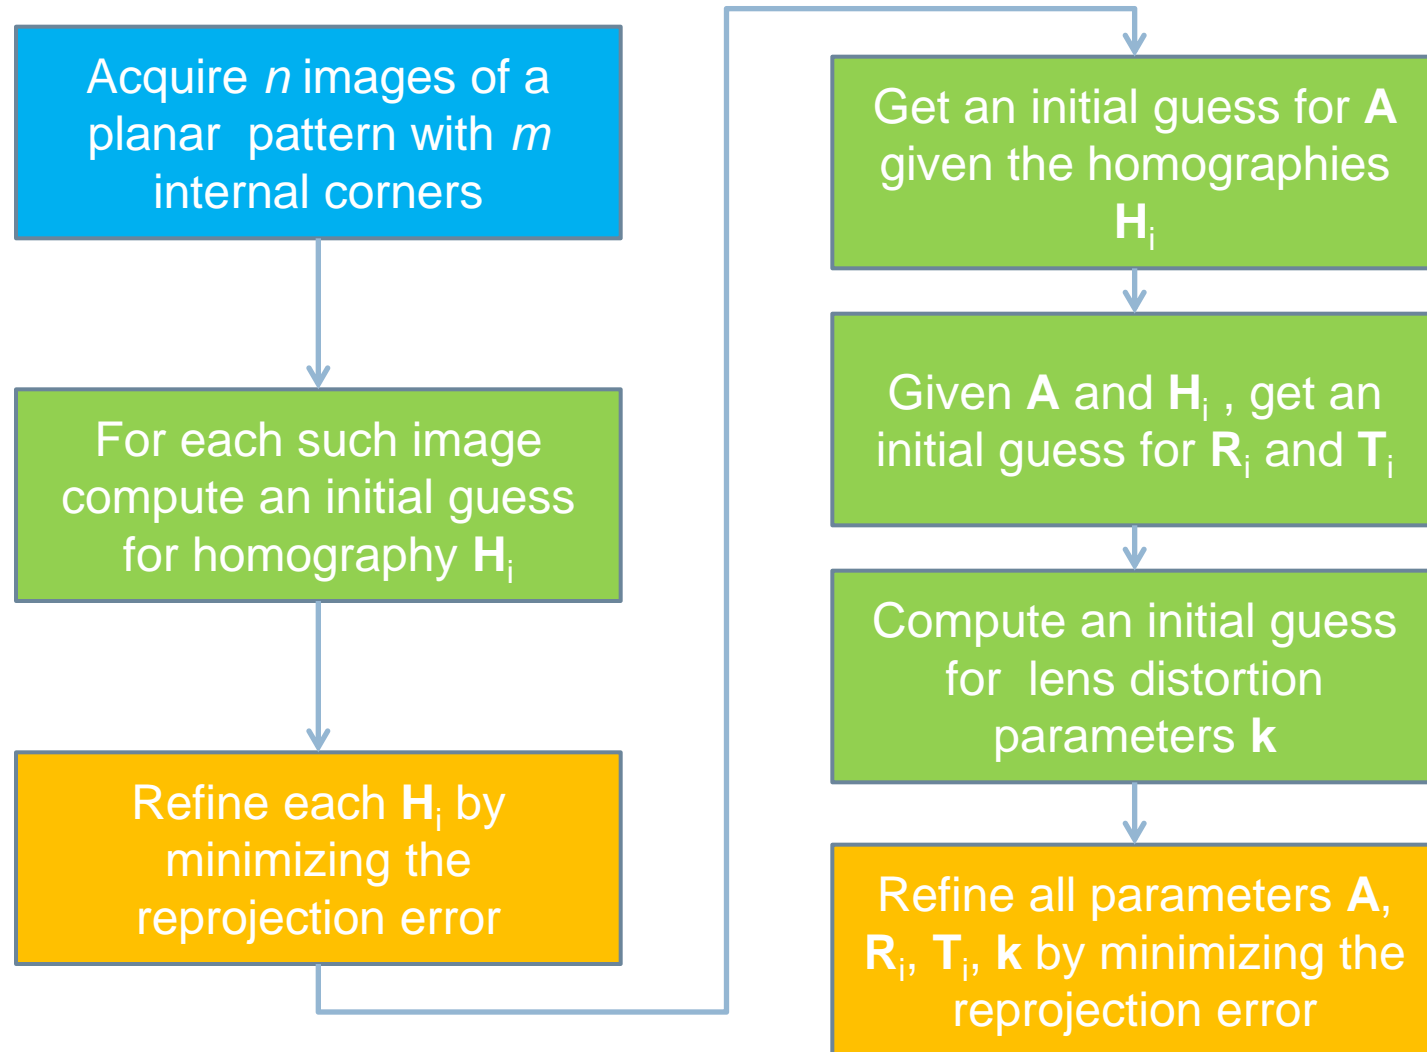 Acquire n images of a
planar pattern with m
internal corners
For each such image
compute an initial guess
for homography Hi
Refine each Hi by
minimizing the
reprojection error
Get an initial guess for A
given the homographies
Hi
Given A and Hi , get an
initial guess for Ri and Ti
Compute an initial guess
for lens distortion
parameters k
Refine all parameters A,
Ri, Ti, k by minimizing the
reprojection error